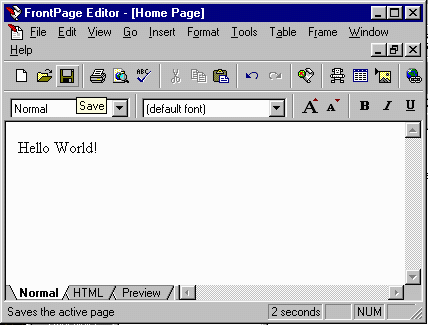 FrontPage Editor - [Home Page]
File Edit View Go Insert Format Tools Table Frame Window
Help
ABC
Normal Save (default font) A A B I U
Hello World!
Normal HTML Preview
Saves the active page 2 seconds NUM